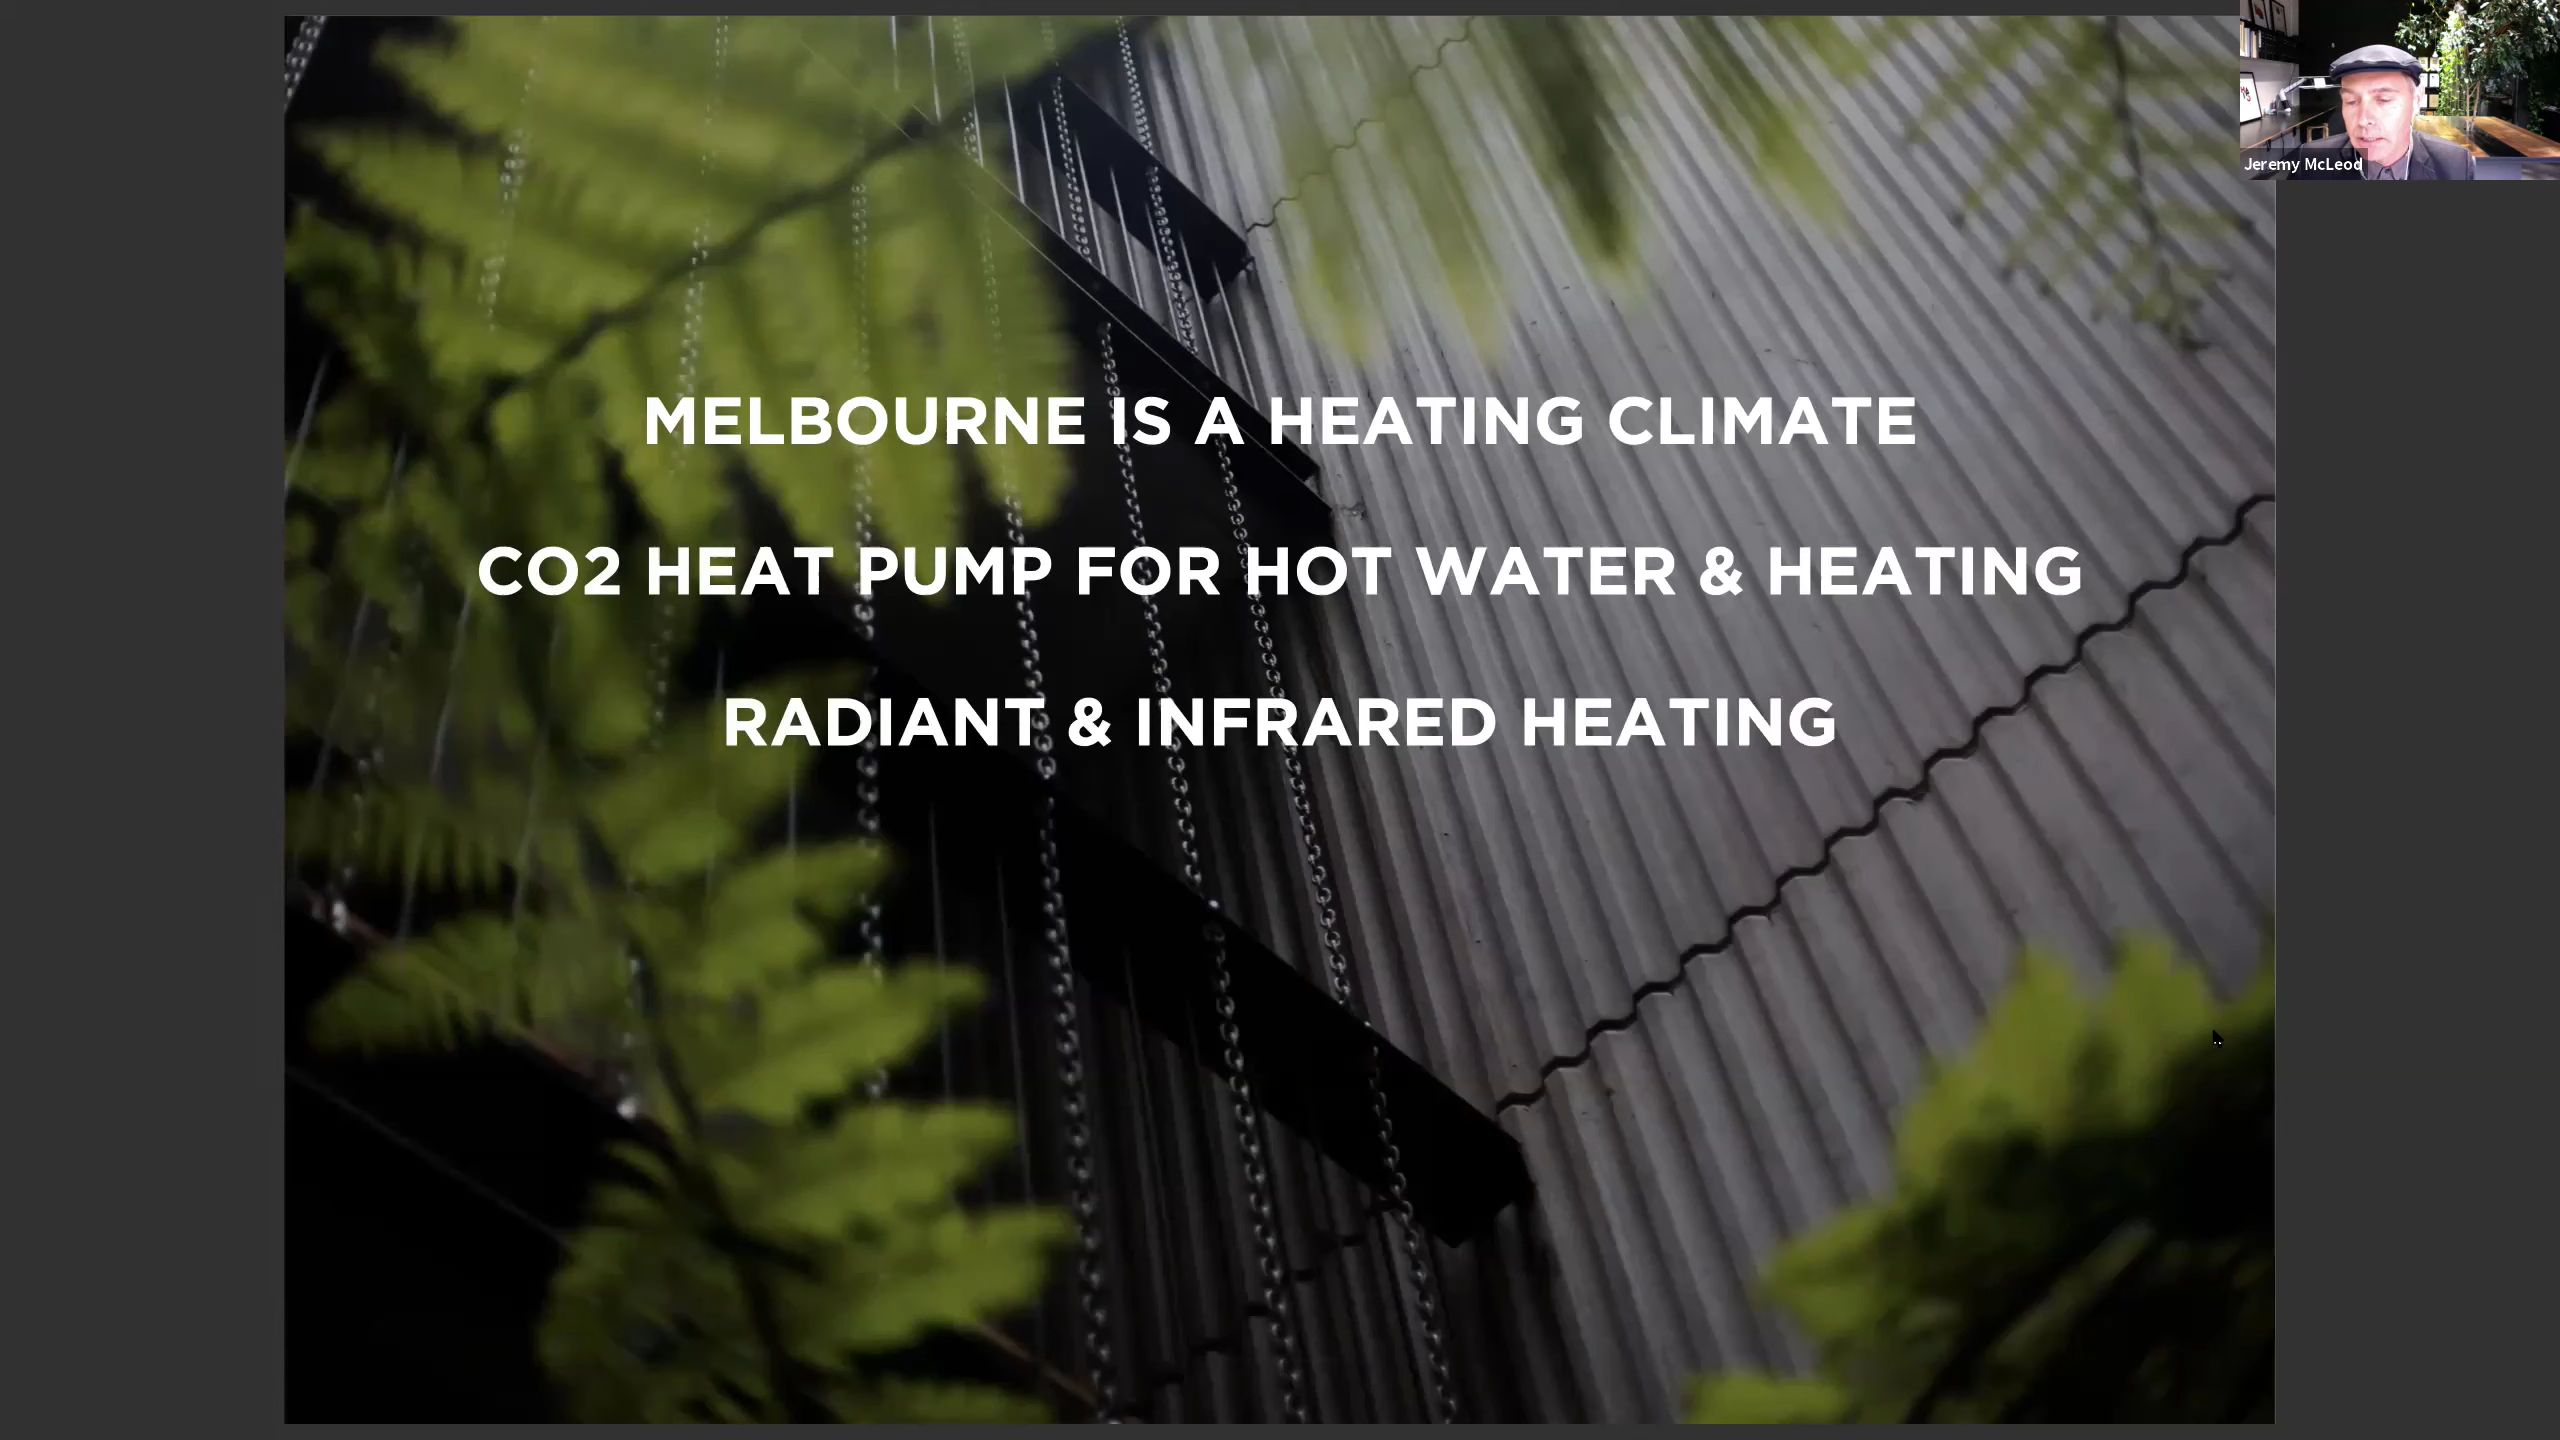 Jeremy McLeod
MELBOURNE IS A HEATING CLIMATE
CO2 HEAT PUMP FOR HOT WATER & HEATING
RADIANT & INFRARED HEATING